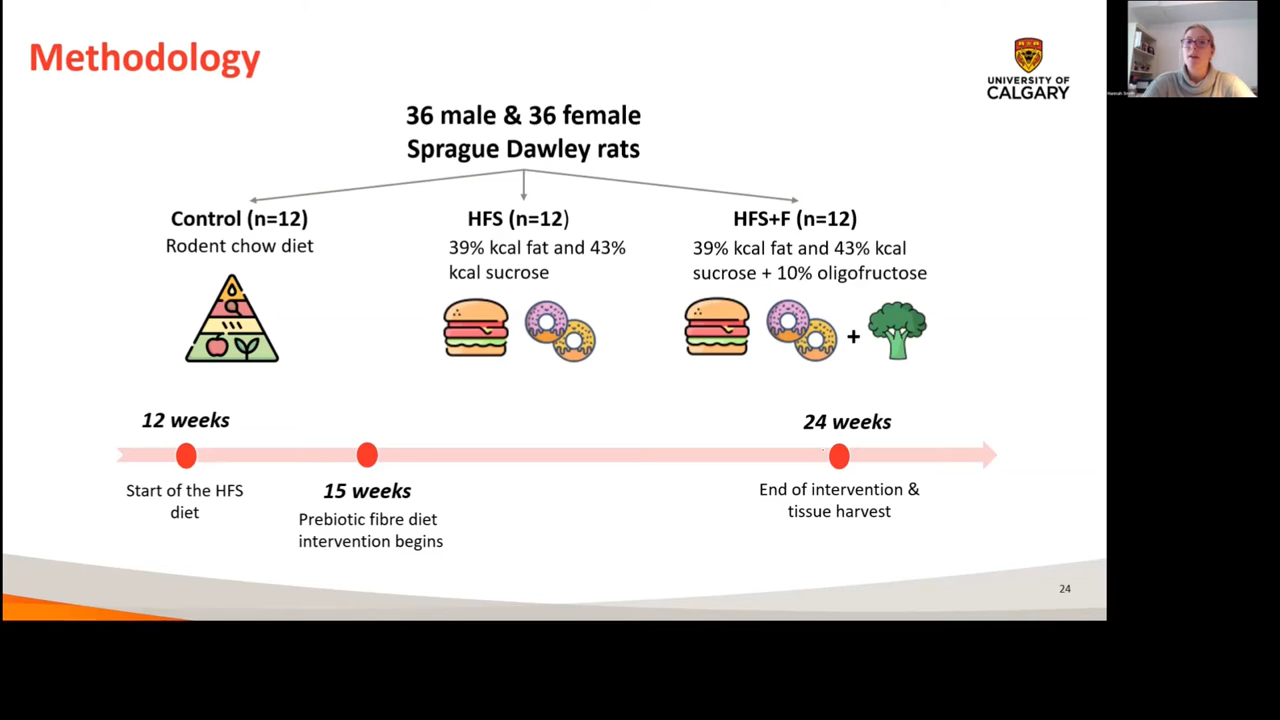 Methodology
UNIVERSITY OF
CALGARY
36 male & 36 female
Sprague Dawley rats
Control (n=12)
Rodent chow diet
HFS (n=12)
39% kcal fat and 43%
kcal sucrose
HFS+F (n=12)
39% kcal fat and 43% kcal
sucrose + 10% oligofructose
+
12 weeks
Start of the HFS
diet
15 weeks
Prebiotic fibre diet
intervention begins
24 weeks
End of intervention &
tissue harvest
24